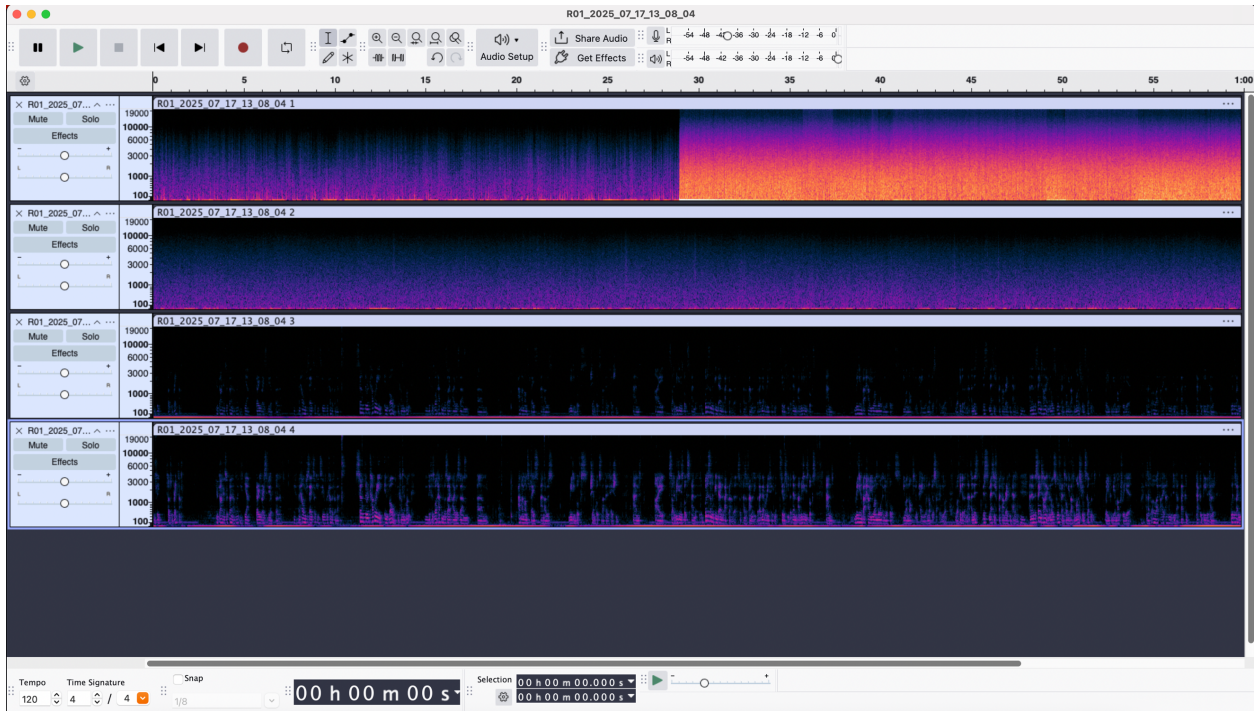 R01_2025_07_17_13_08_04
Audio Setup
Share Audio
Get Effects
L
R
-54 -48 -42 -36 -30 -24 -18 -12 -6 0
L
R
-54 -48 -42 -36 -30 -24 -18 -12 -6 0
0 5 10 15 20 25 30 35 40 45 50 55 1:00
R01_2025_07... R01_2025_07_17_13_08_04 1
Mute Solo
Effects
- +
L R
19000
10000
6000
3000
1000
100
R01_2025_07... R01_2025_07_17_13_08_04 2
Mute Solo
Effects
- +
L R
19000
10000
6000
3000
1000
100
R01_2025_07... R01_2025_07_17_13_08_04 3
Mute Solo
Effects
- +
L R
19000
10000
6000
3000
1000
100
R01_2025_07... R01_2025_07_17_13_08_04 4
Mute Solo
Effects
- +
L R
19000
10000
6000
3000
1000
100
Tempo Time Signature
120 4 / 4
Snap
1/8
00 h 00 m 00 s
Selection
00 h 00 m 00.000 s
00 h 00 m 00.000 s
- +